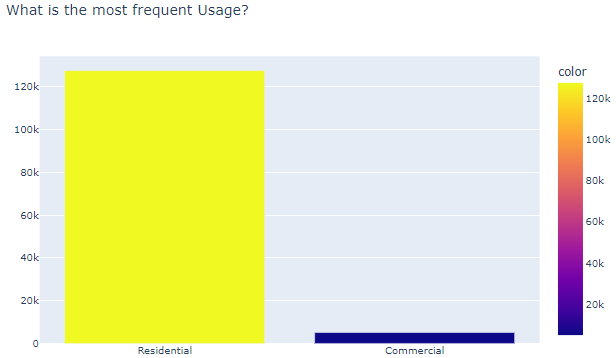 What is the most frequent Usage?
color
120k
100k
80k
60k
40k
20k
0
120k
100k
80k
60k
40k
20k
Residential
Commercial